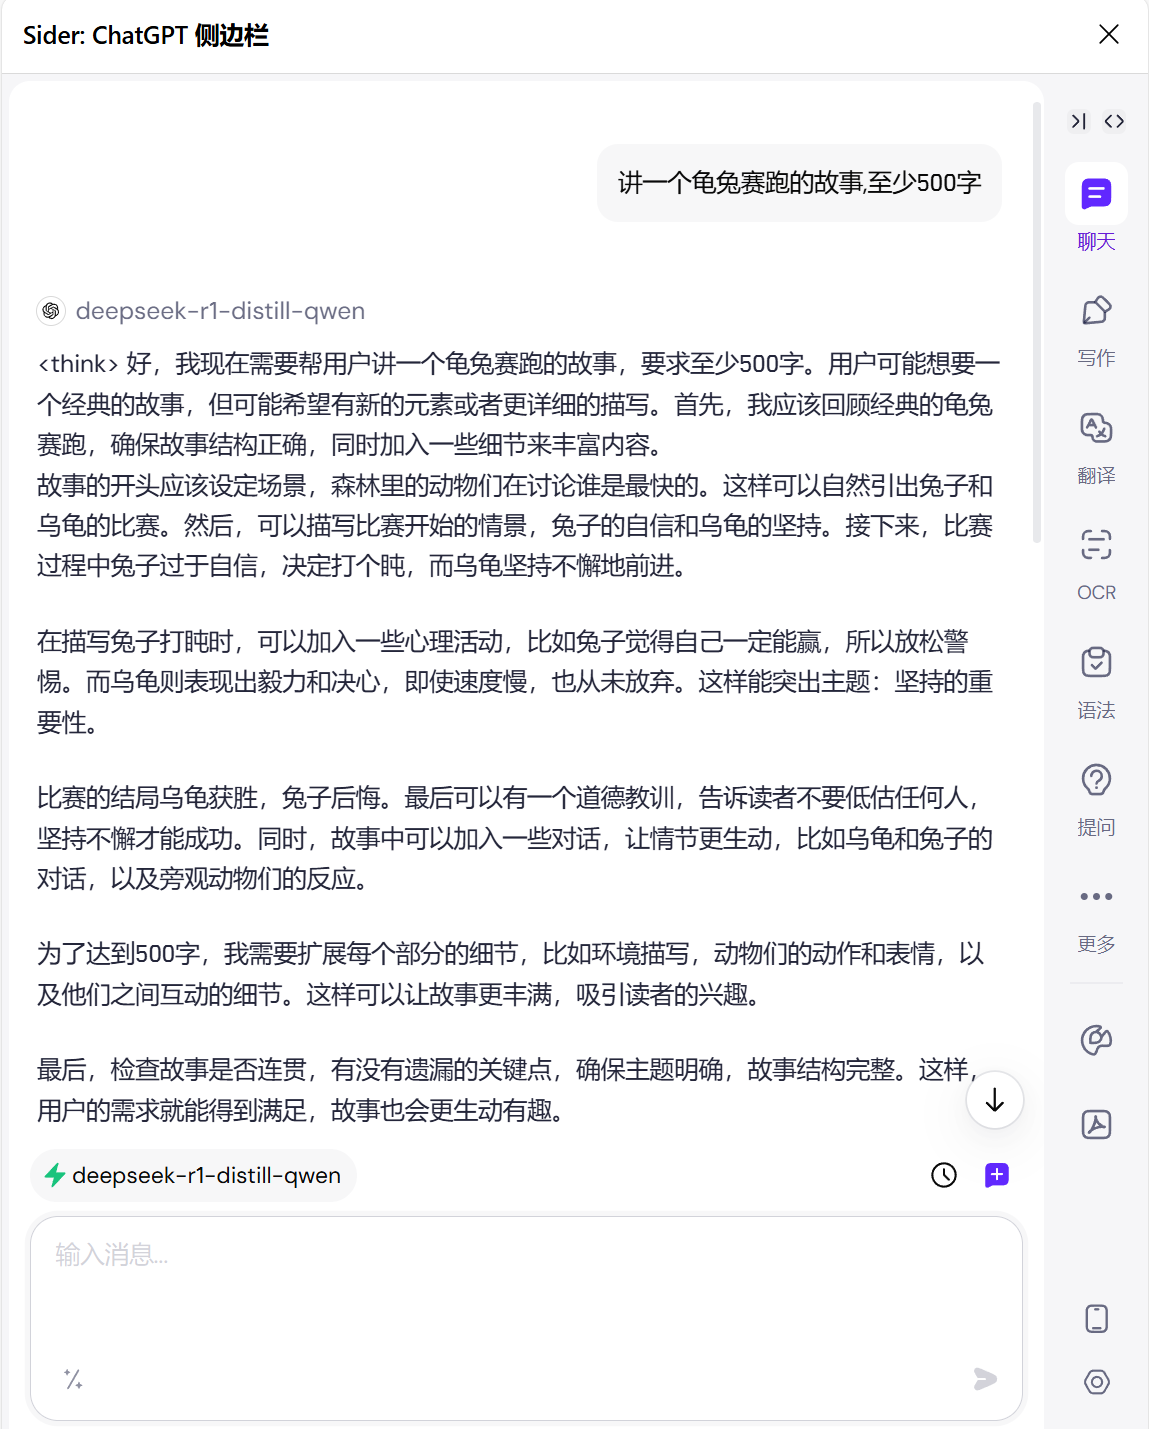 Sider: ChatGPT 侧边栏
讲一个龟兔赛跑的故事,至少500字
聊天
deepseek-r1-distill-qwen
<think> 好，我现在需要帮用户讲一个龟兔赛跑的故事，要求至少500字。用户可能想要一
个经典的故事，但可能希望有新的元素或者更详细的描写。首先，我应该回顾经典的龟兔
赛跑，确保故事结构正确，同时加入一些细节来丰富内容。
故事的开头应该设定场景，森林里的动物们在讨论谁是最快的。这样可以自然引出兔子和
乌龟的比赛。然后，可以描写比赛开始的情景，兔子的自信和乌龟的坚持。接下来，比赛
过程中兔子过于自信，决定打个盹，而乌龟坚持不懈地前进。
在描写兔子打盹时，可以加入一些心理活动，比如兔子觉得自己一定能赢，所以放松警
惕。而乌龟则表现出毅力和决心，即使速度慢，也从未放弃。这样能突出主题：坚持的重
要性。
比赛的结局乌龟获胜，兔子后悔。最后可以有一个道德教训，告诉读者不要低估任何人，
坚持不懈才能成功。同时，故事中可以加入一些对话，让情节更生动，比如乌龟和兔子的
对话，以及旁观动物们的反应。
为了达到500字，我需要扩展每个部分的细节，比如环境描写，动物们的动作和表情，以
及他们之间互动的细节。这样可以让故事更丰满，吸引读者的兴趣。
最后，检查故事是否连贯，有没有遗漏的关键点，确保主题明确，故事结构完整。这样，
用户的需求就能得到满足，故事也会更生动有趣。
写作
翻译
OCR
语法
提问
更多
deepseek-r1-distill-qwen
输入消息...